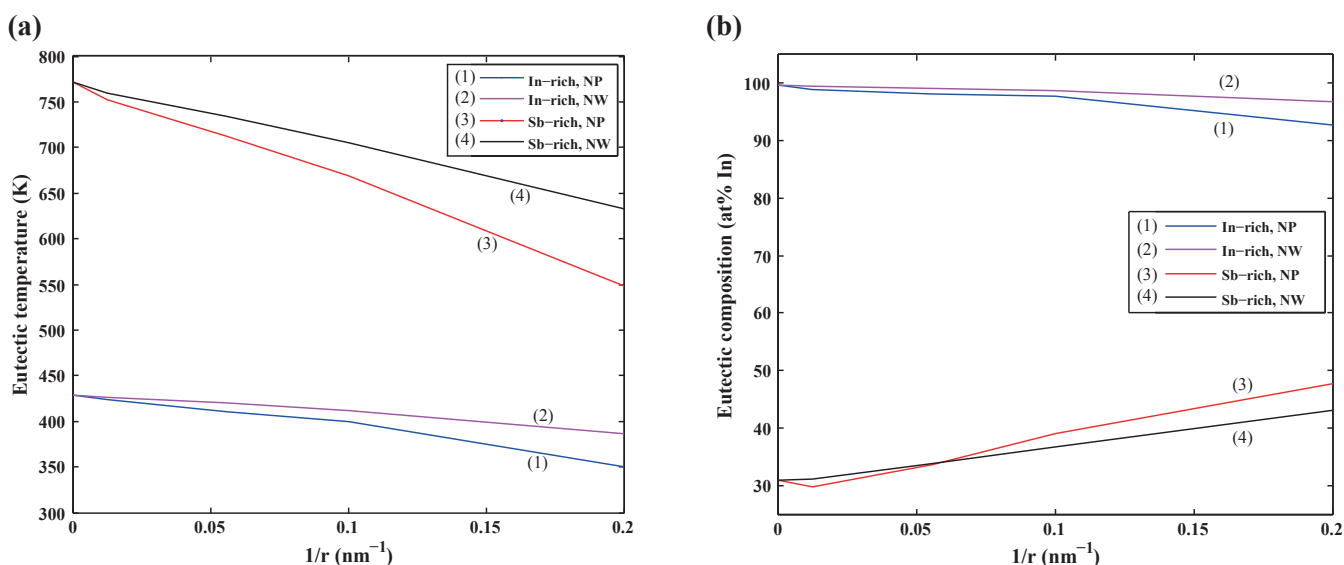 (a)
800
750
700
650
600
550
500
450
400
350
300
0
0.05
0.1
0.15
0.2
Eutectic temperature (K)
1/r (nm⁻¹)
(1) In−rich, NP
(2) In−rich, NW
(3) Sb−rich, NP
(4) Sb−rich, NW
(4)
(3)
(2)
(1)
(b)
100
90
80
70
60
50
40
30
0
0.05
0.1
0.15
0.2
Eutectic composition (at% In)
1/r (nm⁻¹)
(2)
(1)
(1) In−rich, NP
(2) In−rich, NW
(3) Sb−rich, NP
(4) Sb−rich, NW
(3)
(4)